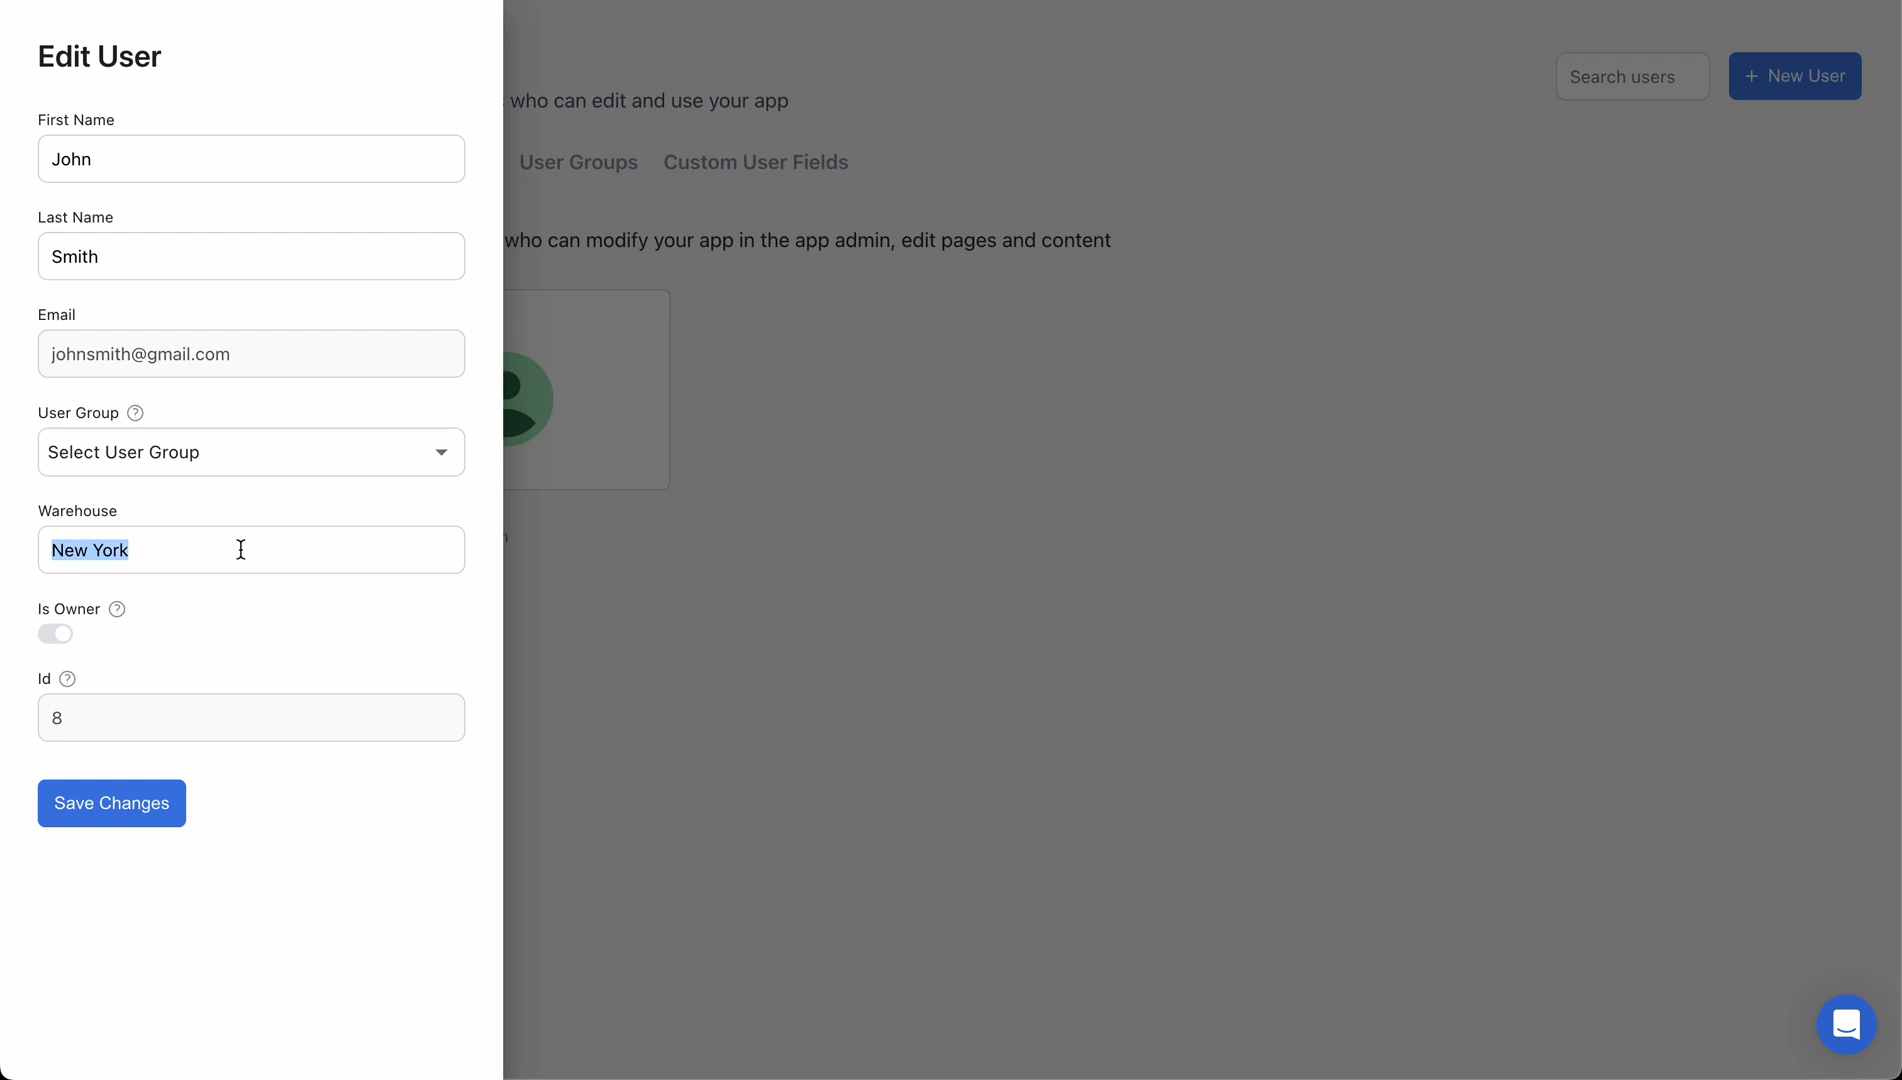 Edit User
First Name
John
Last Name
Smith
Email
johnsmith@gmail.com
User Group
Select User Group
Warehouse
New York
Is Owner
Id
8
Save Changes
who can edit and use your app
User Groups Custom User Fields
who can modify your app in the app admin, edit pages and content
Search users
+ New User